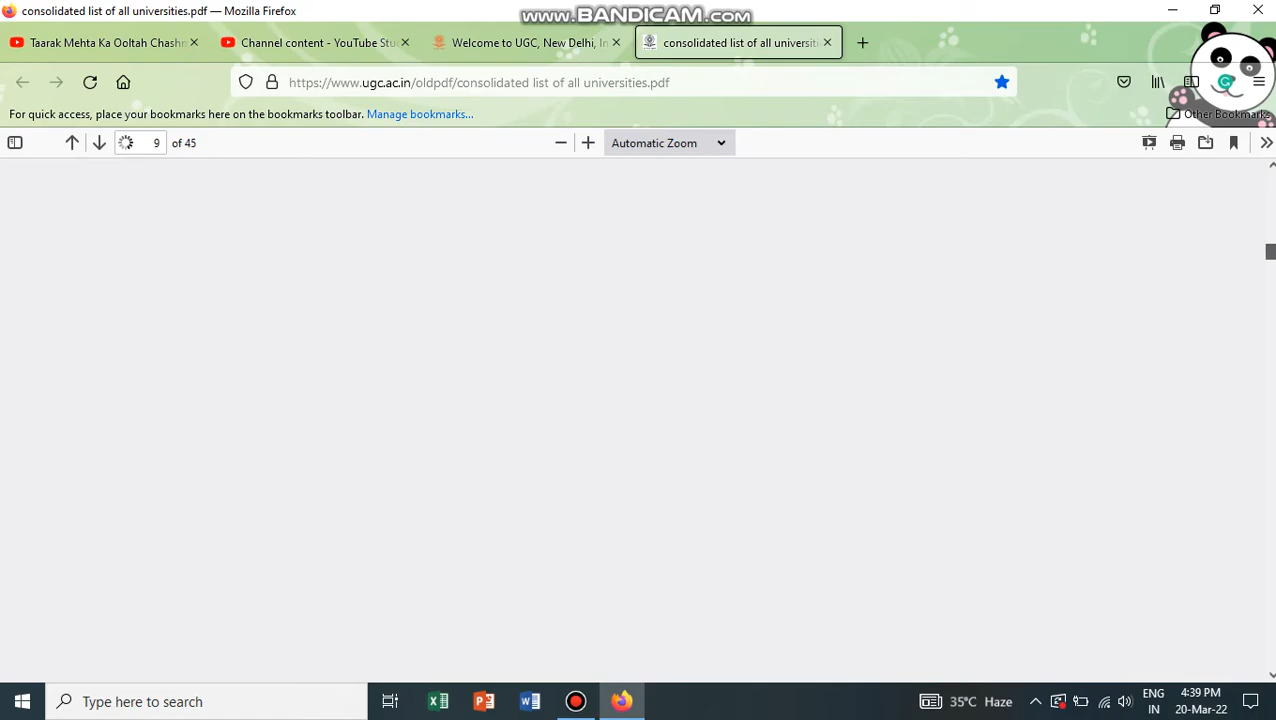 consolidated list of all universities.pdf — Mozilla Firefox
www.BANDICAM.com
Taarak Mehta Ka Ooltah Chashm
Channel content - YouTube Stu
Welcome to UGC, New Delhi, In
consolidated list of all universiti
https://www.ugc.ac.in/oldpdf/consolidated list of all universities.pdf
For quick access, place your bookmarks here on the bookmarks toolbar. Manage bookmarks...
Other Bookmarks
9 of 45
Automatic Zoom
Type here to search
35°C Haze
ENG
IN
4:39 PM
20-Mar-22